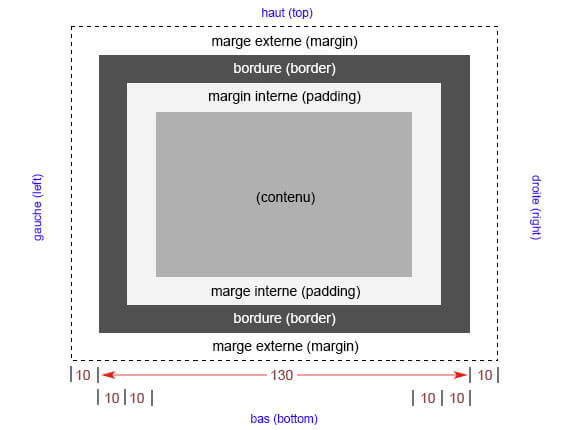 haut (top)
marge externe (margin)
bordure (border)
margin interne (padding)
gauche (left)
(contenu)
droite (right)
marge interne (padding)
bordure (border)
marge externe (margin)
10 130 10
10 10 10 10
bas (bottom)